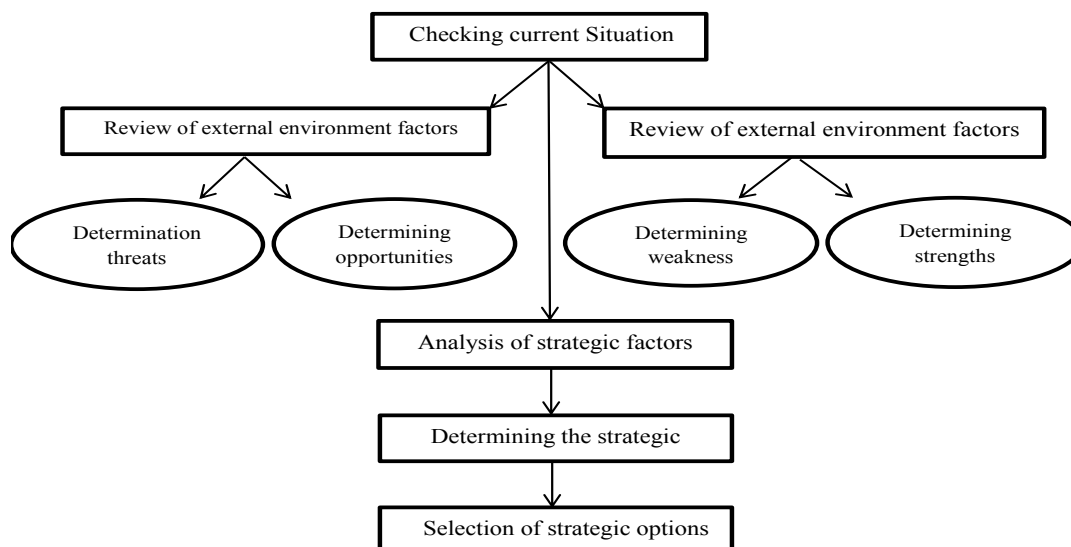 Checking current Situation
Review of external environment factors
Review of external environment factors
Determination
threats
Determining
opportunities
Determining
weakness
Determining
strengths
Analysis of strategic factors
Determining the strategic
Selection of strategic options